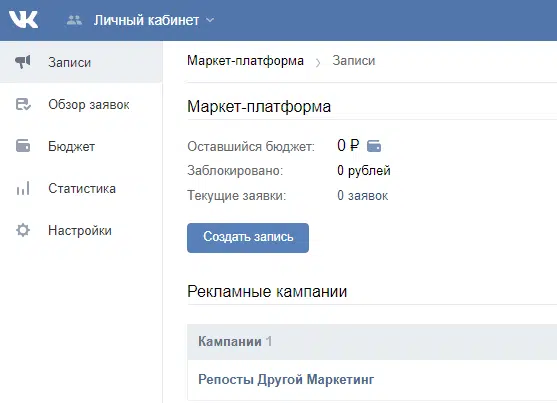 VK Личный кабинет
Записи
Обзор заявок
Бюджет
Статистика
Настройки
Маркет-платформа > Записи
Маркет-платформа
Оставшийся бюджет: 0 ₽
Заблокировано: 0 рублей
Текущие заявки: 0 заявок
Создать запись
Рекламные кампании
Кампании 1
Репосты Другой Маркетинг